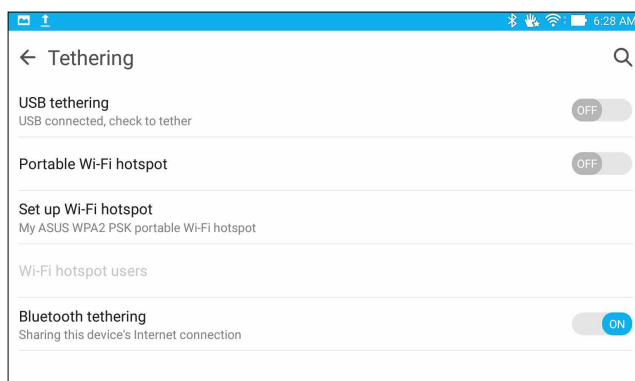 6:28 AM
Tethering
USB tethering
OFF
USB connected, check to tether
Portable Wi-Fi hotspot
OFF
Set up Wi-Fi hotspot
My ASUS WPA2 PSK portable Wi-Fi hotspot
Wi-Fi hotspot users
Bluetooth tethering
ON
Sharing this device's Internet connection